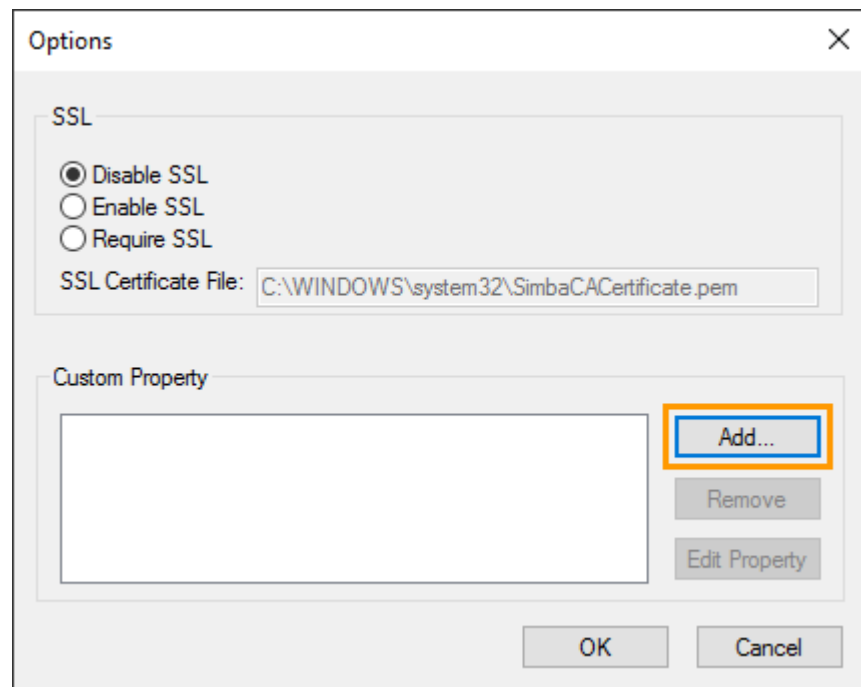 Options
SSL
Disable SSL
Enable SSL
Require SSL
SSL Certificate File: C:\WINDOWS\system32\SimbaCACertificate.pem
Custom Property
Add...
Remove
Edit Property
OK Cancel